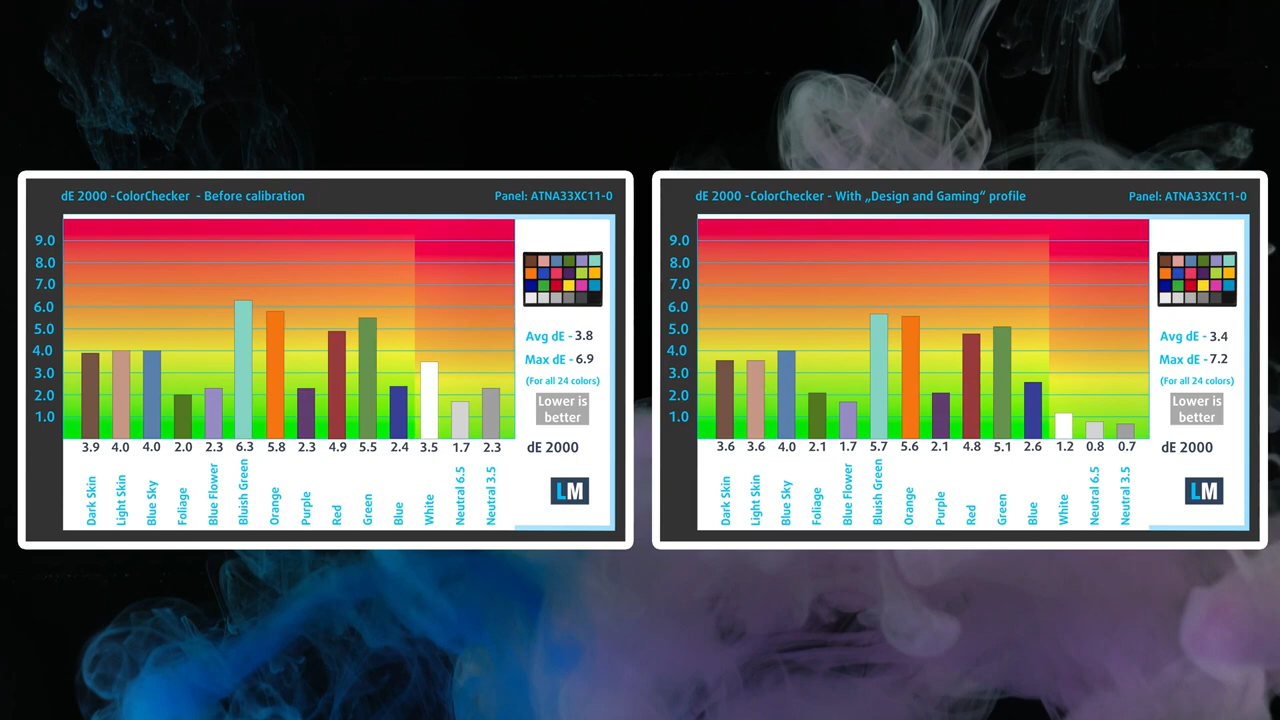 dE 2000 -ColorChecker - Before calibration
Panel: ATNA33XC11-0
9.0
8.0
7.0
6.0
5.0
4.0
3.0
2.0
1.0
Avg dE - 3.8
Max dE - 6.9
(For all 24 colors)
Lower is
better
3.9 4.0 4.0 2.0 2.3 6.3 5.8 2.3 4.9 5.5 2.4 3.5 1.7 2.3
dE 2000
Dark Skin
Light Skin
Blue Sky
Foliage
Blue Flower
Bluish Green
Orange
Purple
Red
Green
Blue
White
Neutral 6.5
Neutral 3.5
LM
dE 2000 -ColorChecker - With „Design and Gaming“ profile
Panel: ATNA33XC11-0
9.0
8.0
7.0
6.0
5.0
4.0
3.0
2.0
1.0
Avg dE - 3.4
Max dE - 7.2
(For all 24 colors)
Lower is
better
3.6 3.6 4.0 2.1 1.7 5.7 5.6 2.1 4.8 5.1 2.6 1.2 0.8 0.7
dE 2000
Dark Skin
Light Skin
Blue Sky
Foliage
Blue Flower
Bluish Green
Orange
Purple
Red
Green
Blue
White
Neutral 6.5
Neutral 3.5
LM